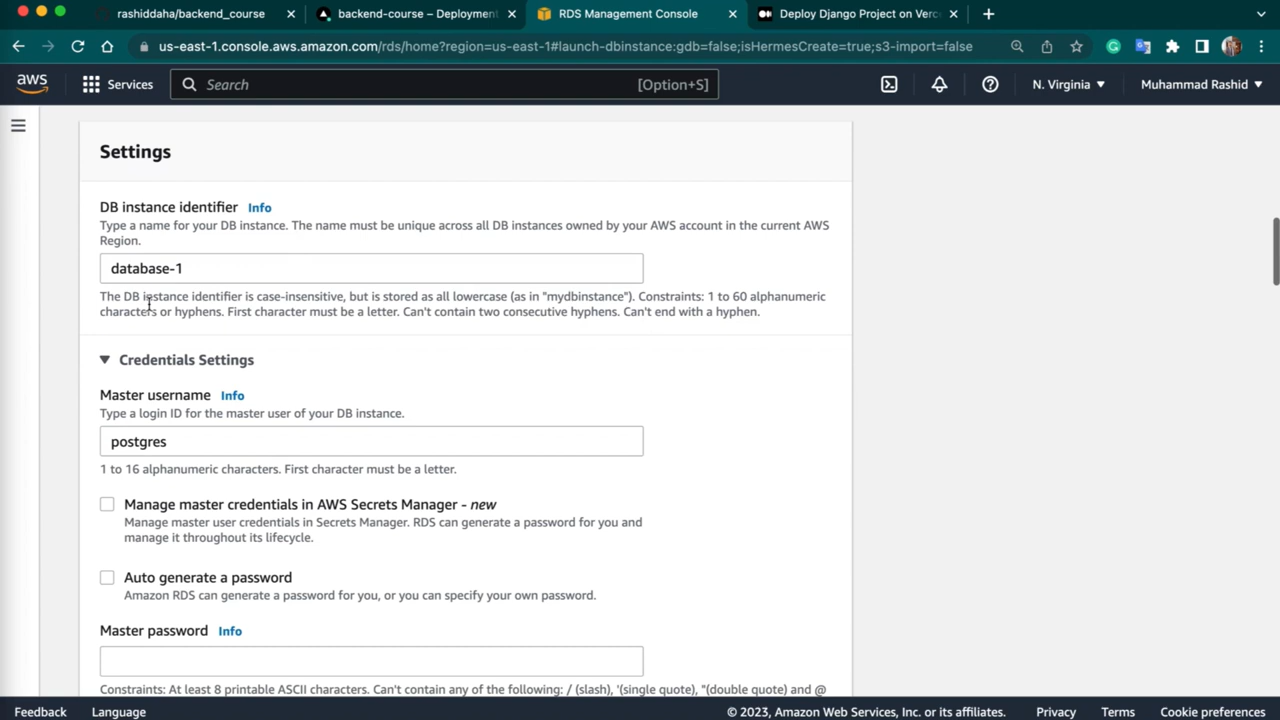 rashiddaha/backend_course
backend-course – Deployment
RDS Management Console
Deploy Django Project on Verce
us-east-1.console.aws.amazon.com/rds/home?region=us-east-1#launch-dbinstance:gdb=false;isHermesCreate=true;s3-import=false
aws
Services
Search
[Option+S]
N. Virginia
Muhammad Rashid
Settings
DB instance identifier Info
Type a name for your DB instance. The name must be unique across all DB instances owned by your AWS account in the current AWS
Region.
database-1
The DB instance identifier is case-insensitive, but is stored as all lowercase (as in "mydbinstance"). Constraints: 1 to 60 alphanumeric
characters or hyphens. First character must be a letter. Can't contain two consecutive hyphens. Can't end with a hyphen.
Credentials Settings
Master username Info
Type a login ID for the master user of your DB instance.
postgres
1 to 16 alphanumeric characters. First character must be a letter.
Manage master credentials in AWS Secrets Manager - new
Manage master user credentials in Secrets Manager. RDS can generate a password for you and
manage it throughout its lifecycle.
Auto generate a password
Amazon RDS can generate a password for you, or you can specify your own password.
Master password Info
Constraints: At least 8 printable ASCII characters. Can't contain any of the following: / (slash), '(single quote), "(double quote) and @
Feedback
Language
© 2023, Amazon Web Services, Inc. or its affiliates.
Privacy
Terms
Cookie preferences